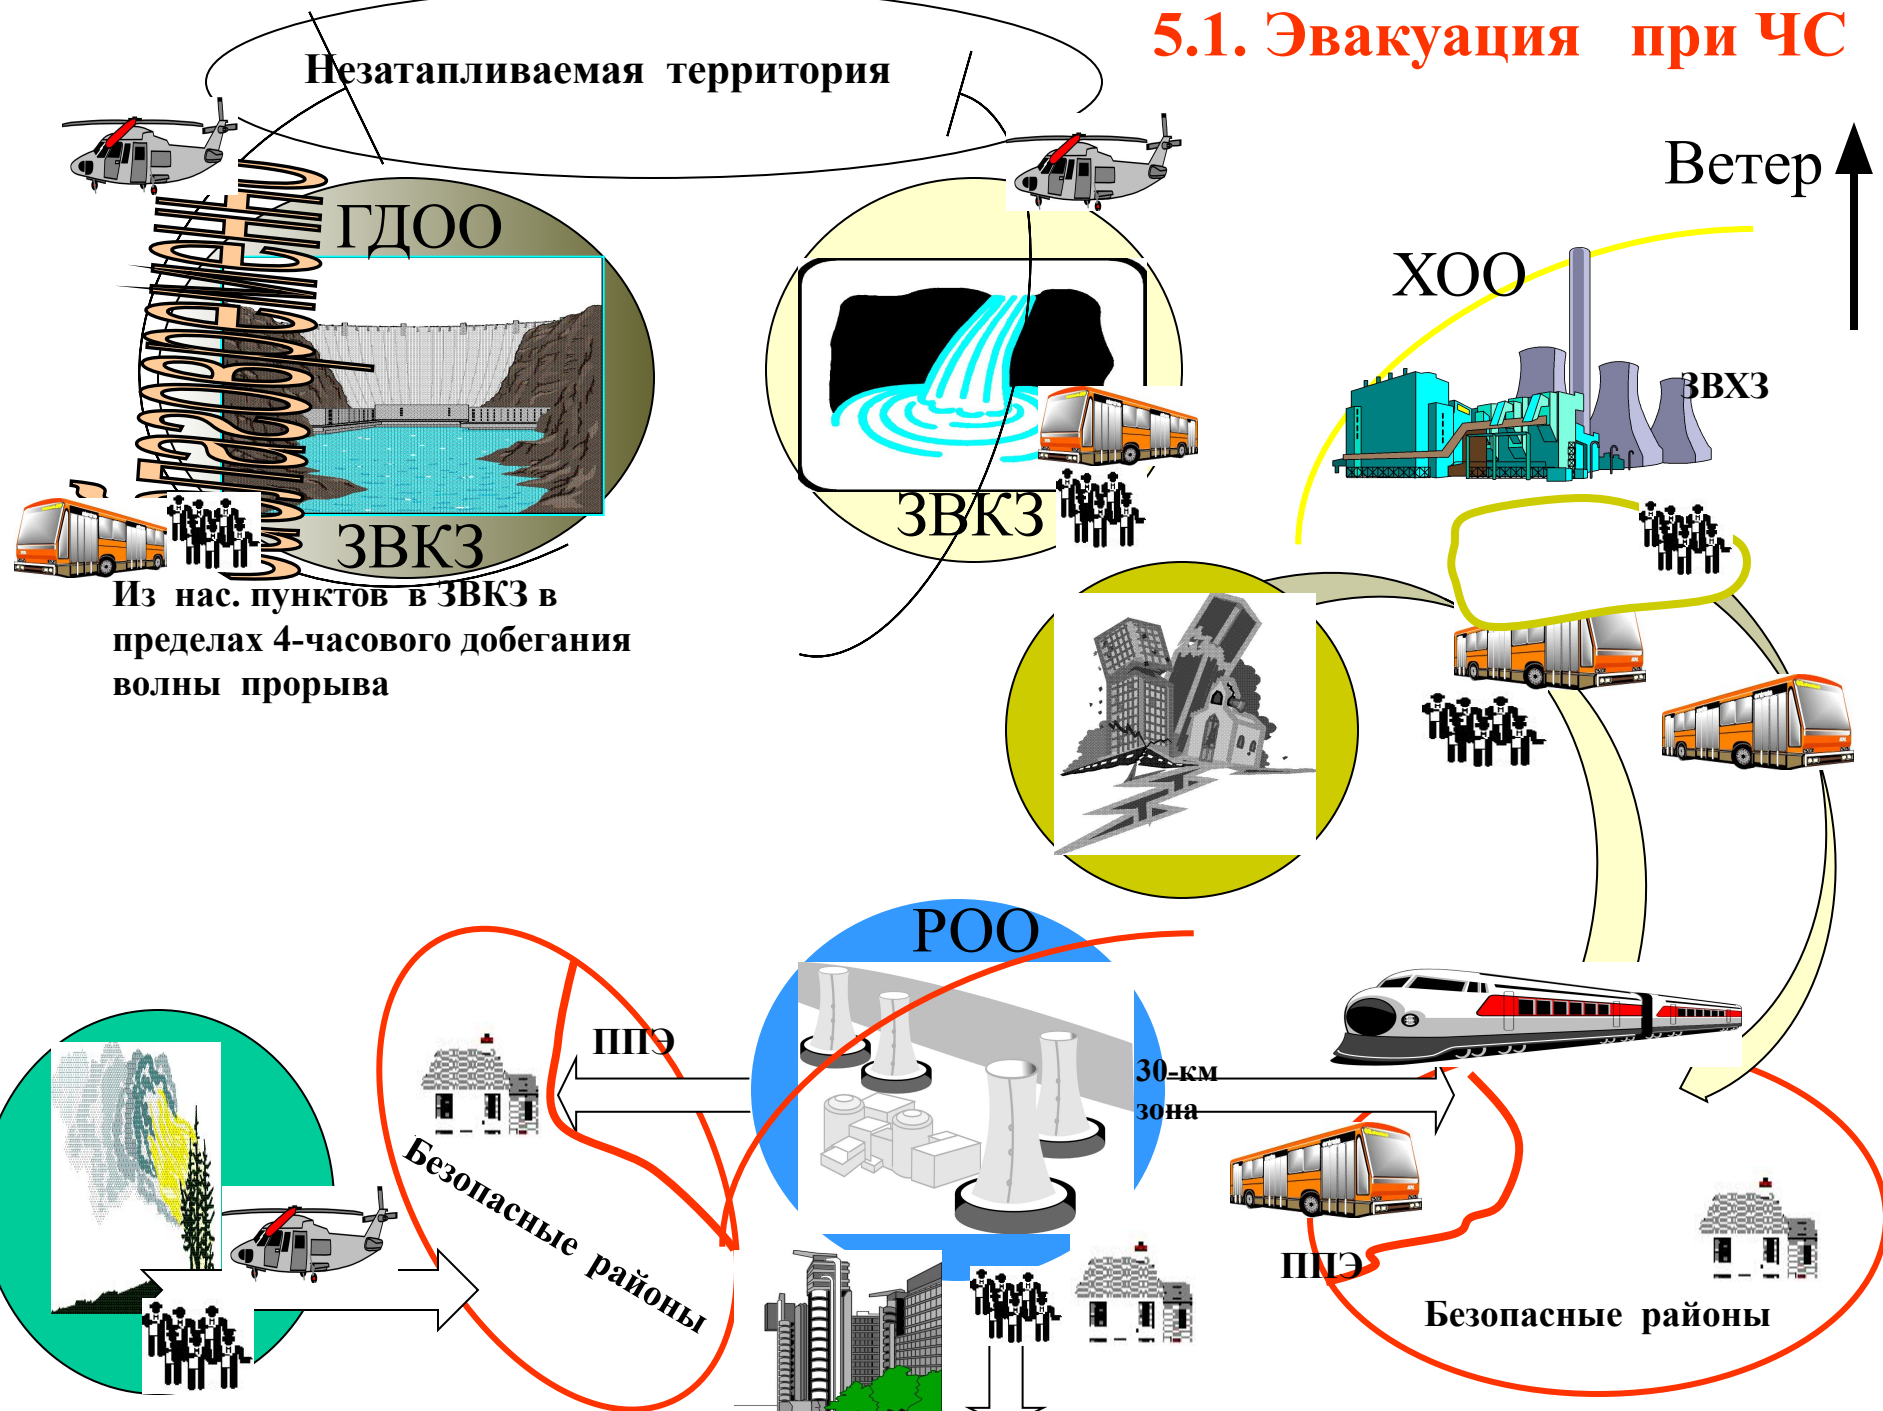 5.1. Эвакуация при ЧС
Незатапливаемая территория
Ветер
ГДОО
ХОО
ЗВХЗ
ЗВКЗ
ЗВКЗ
Из нас. пунктов в ЗВКЗ в
пределах 4-часового добегания
волны прорыва
РОО
ППЭ
30-км
зона
Безопасные районы
ППЭ
Безопасные районы